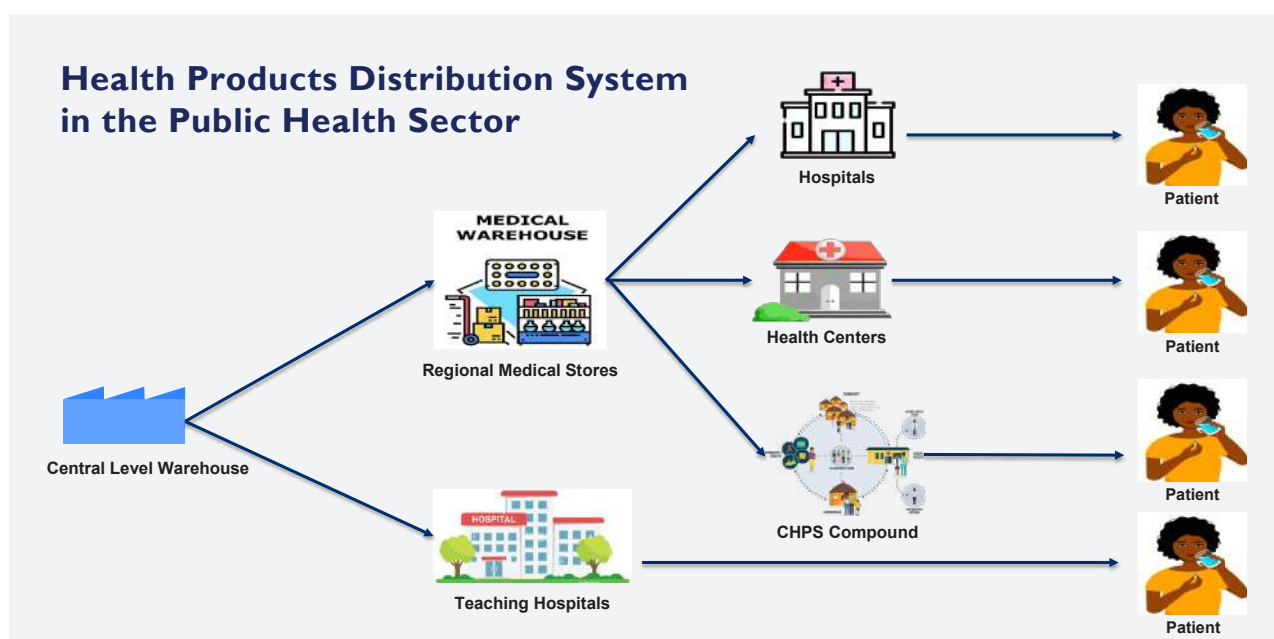 Health Products Distribution System
in the Public Health Sector
Hospitals
Patient
MEDICAL
WAREHOUSE
Regional Medical Stores
Health Centers
Patient
Central Level Warehouse
CHPS Compound
Patient
HOSPITAL
Teaching Hospitals
Patient